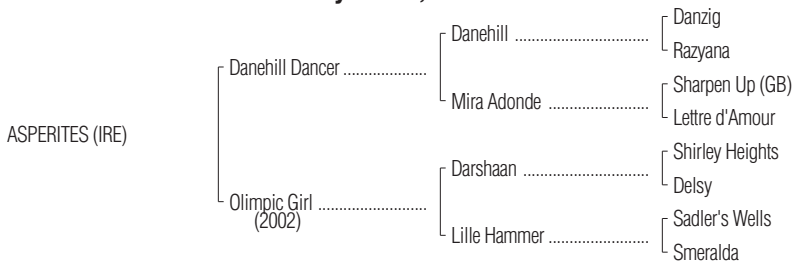 Danzig
Danehill ................................
Razyana
Danehill Dancer ....................
Sharpen Up (GB)
Mira Adonde ........................
Lettre d'Amour
ASPERITES (IRE)
Shirley Heights
Darshaan ..............................
Delsy
Olimpic Girl ..........................
(2002)
Sadler's Wells
Lille Hammer ........................
Smeralda